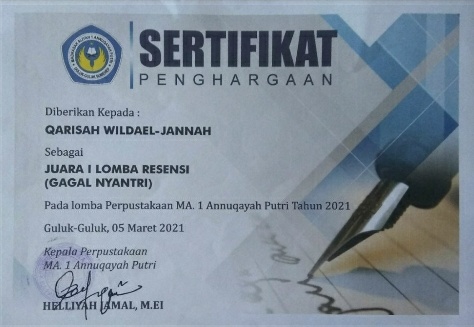 SERTIFIKAT
PENGHARGAAN
Diberikan Kepada :
QARISAH WILDAEL-JANNAH
Sebagai
JUARA I LOMBA RESENSI
(GAGAL NYANTRI)
Pada lomba Perpustakaan MA. 1 Annuqayah Putri Tahun 2021
Guluk-Guluk, 05 Maret 2021
Kepala Perpustakaan
MA. 1 Annuqayah Putri
HELLIYAH JAMAL, M.EI